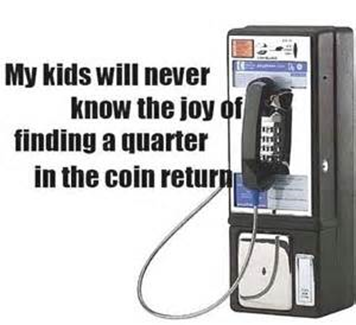 My kids will never
know the joy of
finding a quarter
in the coin return